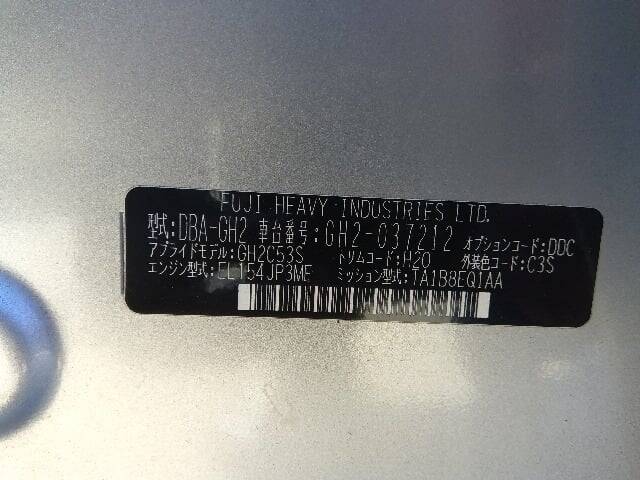 FUJI HEAVY INDUSTRIES LTD.
型式:DBA-GH2 車台番号:GH2-037212 オプションコード:DDC
アプライドモデル:GH2C53S トリムコード:H20 外装色コード:C3S
エンジン型式:EL154JP3ME ミッション型式:TA1B8EQ1AA